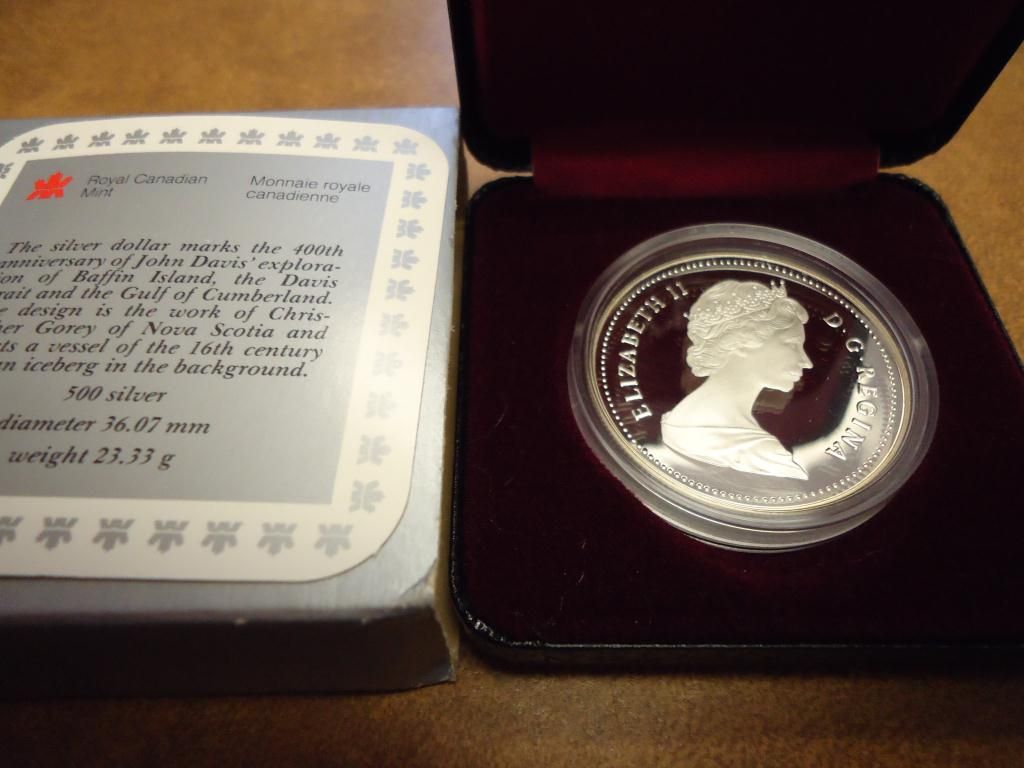 Royal Canadian
Mint
Monnaie royale
canadienne
The silver dollar marks the 400th
anniversary of John Davis' explora-
of Baffin Island, the Davis
and the Gulf of Cumberland.
design is the work of Chris-
Gorey of Nova Scotia and
a vessel of the 16th century
iceberg in the background.
500 silver
diameter 36.07 mm
weight 23.33 g
ELIZABETH II D. G. REGINA